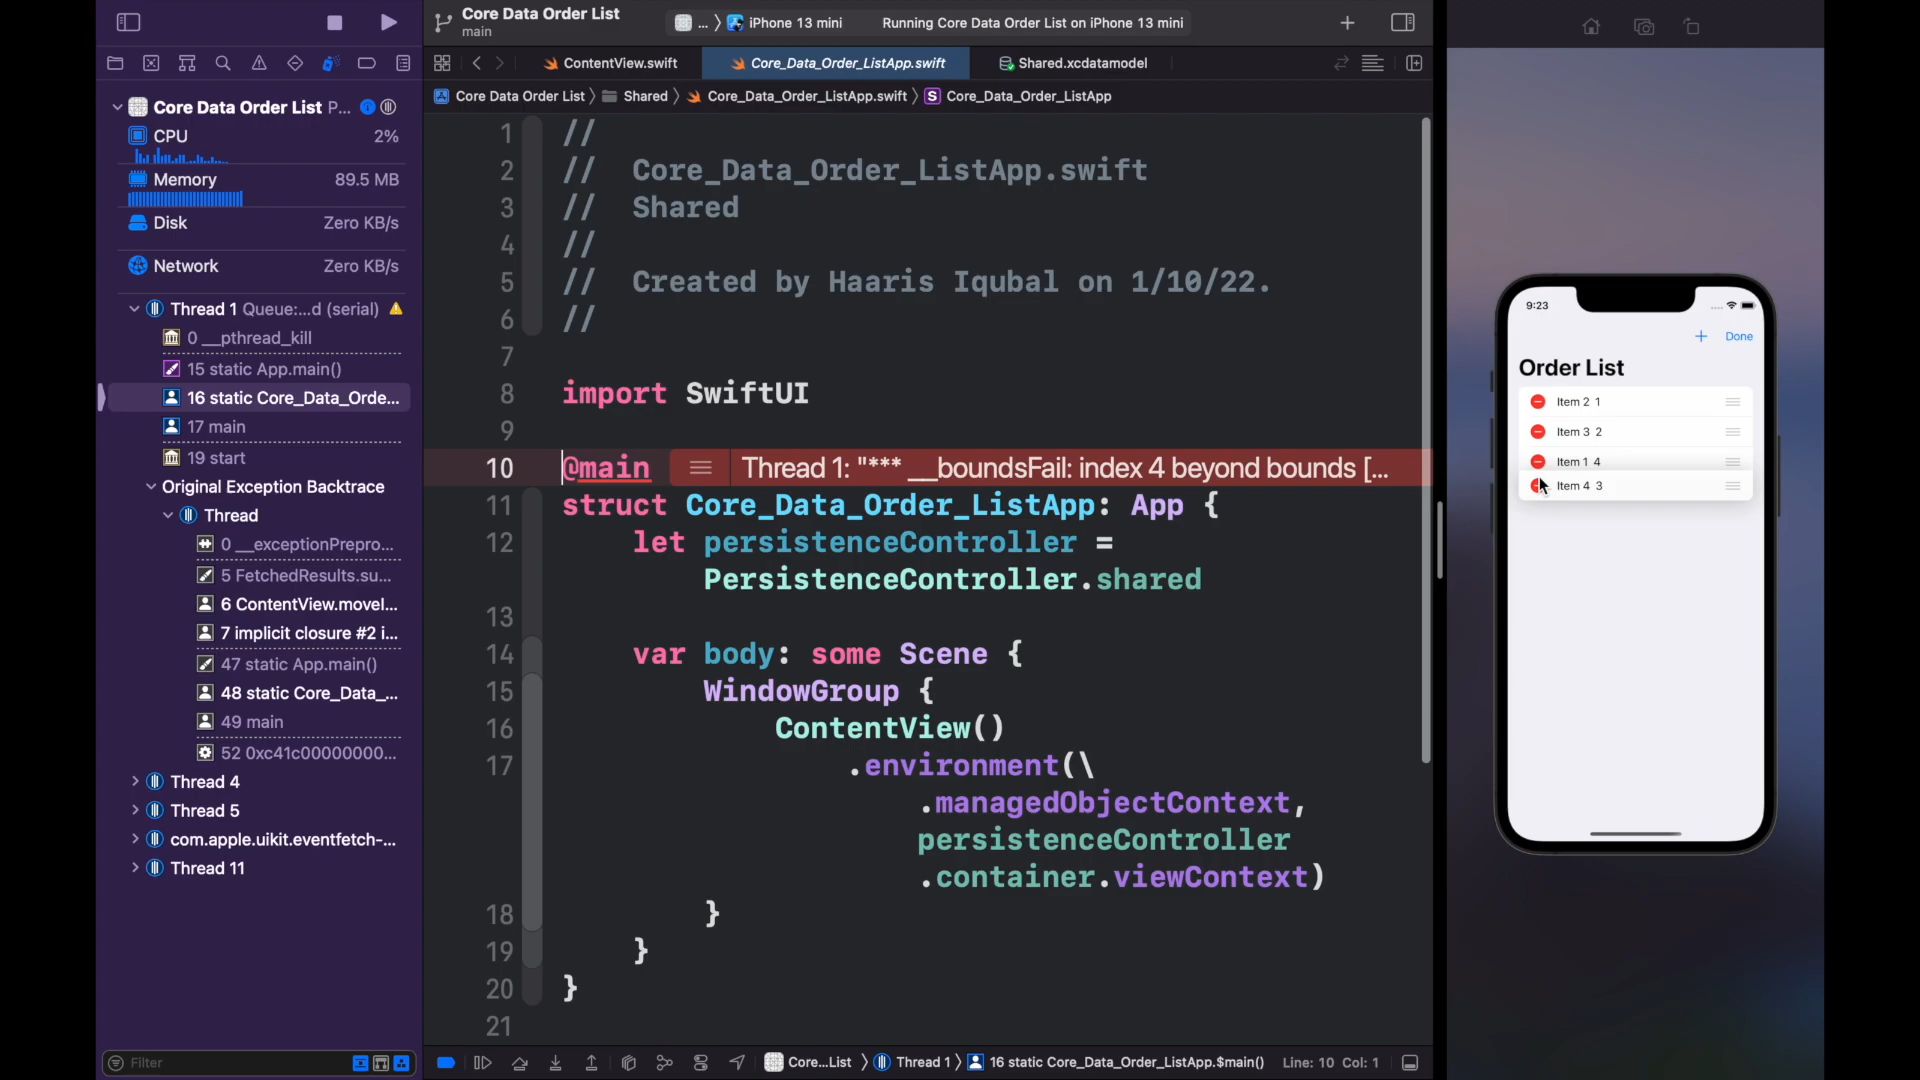 Core Data Order List
main
... 〉 iPhone 13 mini
Running Core Data Order List on iPhone 13 mini
ContentView.swift
Core_Data_Order_ListApp.swift
Shared.xcdatamodel
Core Data Order List 〉 Shared 〉 Core_Data_Order_ListApp.swift 〉 S Core_Data_Order_ListApp
Core Data Order List P...
CPU 2%
Memory 89.5 MB
Disk Zero KB/s
Network Zero KB/s
Thread 1 Queue:...d (serial)
0 __pthread_kill
15 static App.main()
16 static Core_Data_Orde...
17 main
19 start
Original Exception Backtrace
Thread
0 __exceptionPrepro...
5 FetchedResults.su...
6 ContentView.moveI...
7 implicit closure #2 i...
47 static App.main()
48 static Core_Data_...
49 main
52 0xc41c00000000...
Thread 4
Thread 5
com.apple.uikit.eventfetch-...
Thread 11
Filter
1 //
2 //  Core_Data_Order_ListApp.swift
3 //  Shared
4 //
5 //  Created by Haaris Iqubal on 1/10/22.
6 //
7
8 import SwiftUI
9
10 @main Thread 1: "*** __boundsFail: index 4 beyond bounds [...
11 struct Core_Data_Order_ListApp: App {
12     let persistenceController =
PersistenceController.shared
13
14     var body: some Scene {
15         WindowGroup {
16             ContentView()
17                 .environment(\
.managedObjectContext,
persistenceController
.container.viewContext)
18         }
19     }
20 }
21
Core...List 〉 Thread 1 〉 16 static Core_Data_Order_ListApp.$main()
Line: 10 Col: 1
9:23
+ Done
Order List
Item 2 1
Item 3 2
Item 1 4
Item 4 3